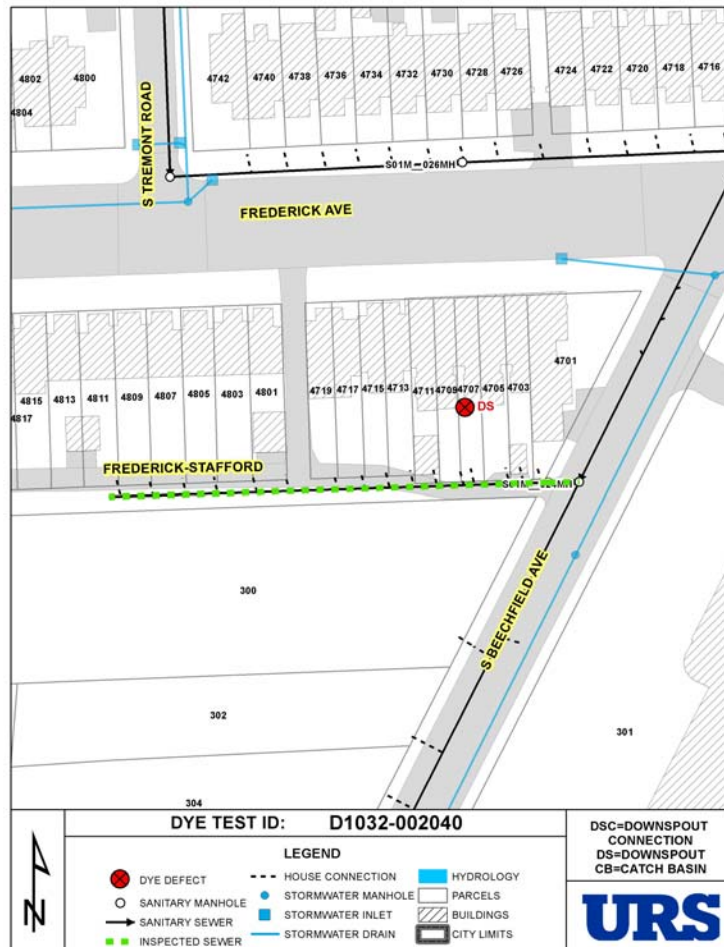 4802
4800
4804
4742
4740
4738
4736
4734
4732
4730
4728
4726
4724
4722
4720
4718
4716
S TREMONT ROAD
S01M__026MH
FREDERICK AVE
4815
4813
4811
4809
4807
4805
4803
4801
4817
4719
4717
4715
4713
4711
4709
4707
4705
4703
4701
DS
FREDERICK-STAFFORD
300
S BEECHFIELD AVE
302
301
304
DYE TEST ID: D1032-002040
LEGEND
DYE DEFECT
SANITARY MANHOLE
SANITARY SEWER
INSPECTED SEWER
HOUSE CONNECTION
STORMWATER MANHOLE
STORMWATER INLET
STORMWATER DRAIN
HYDROLOGY
PARCELS
BUILDINGS
CITY LIMITS
DSC=DOWNSPOUT
CONNECTION
DS=DOWNSPOUT
CB=CATCH BASIN
N
URS